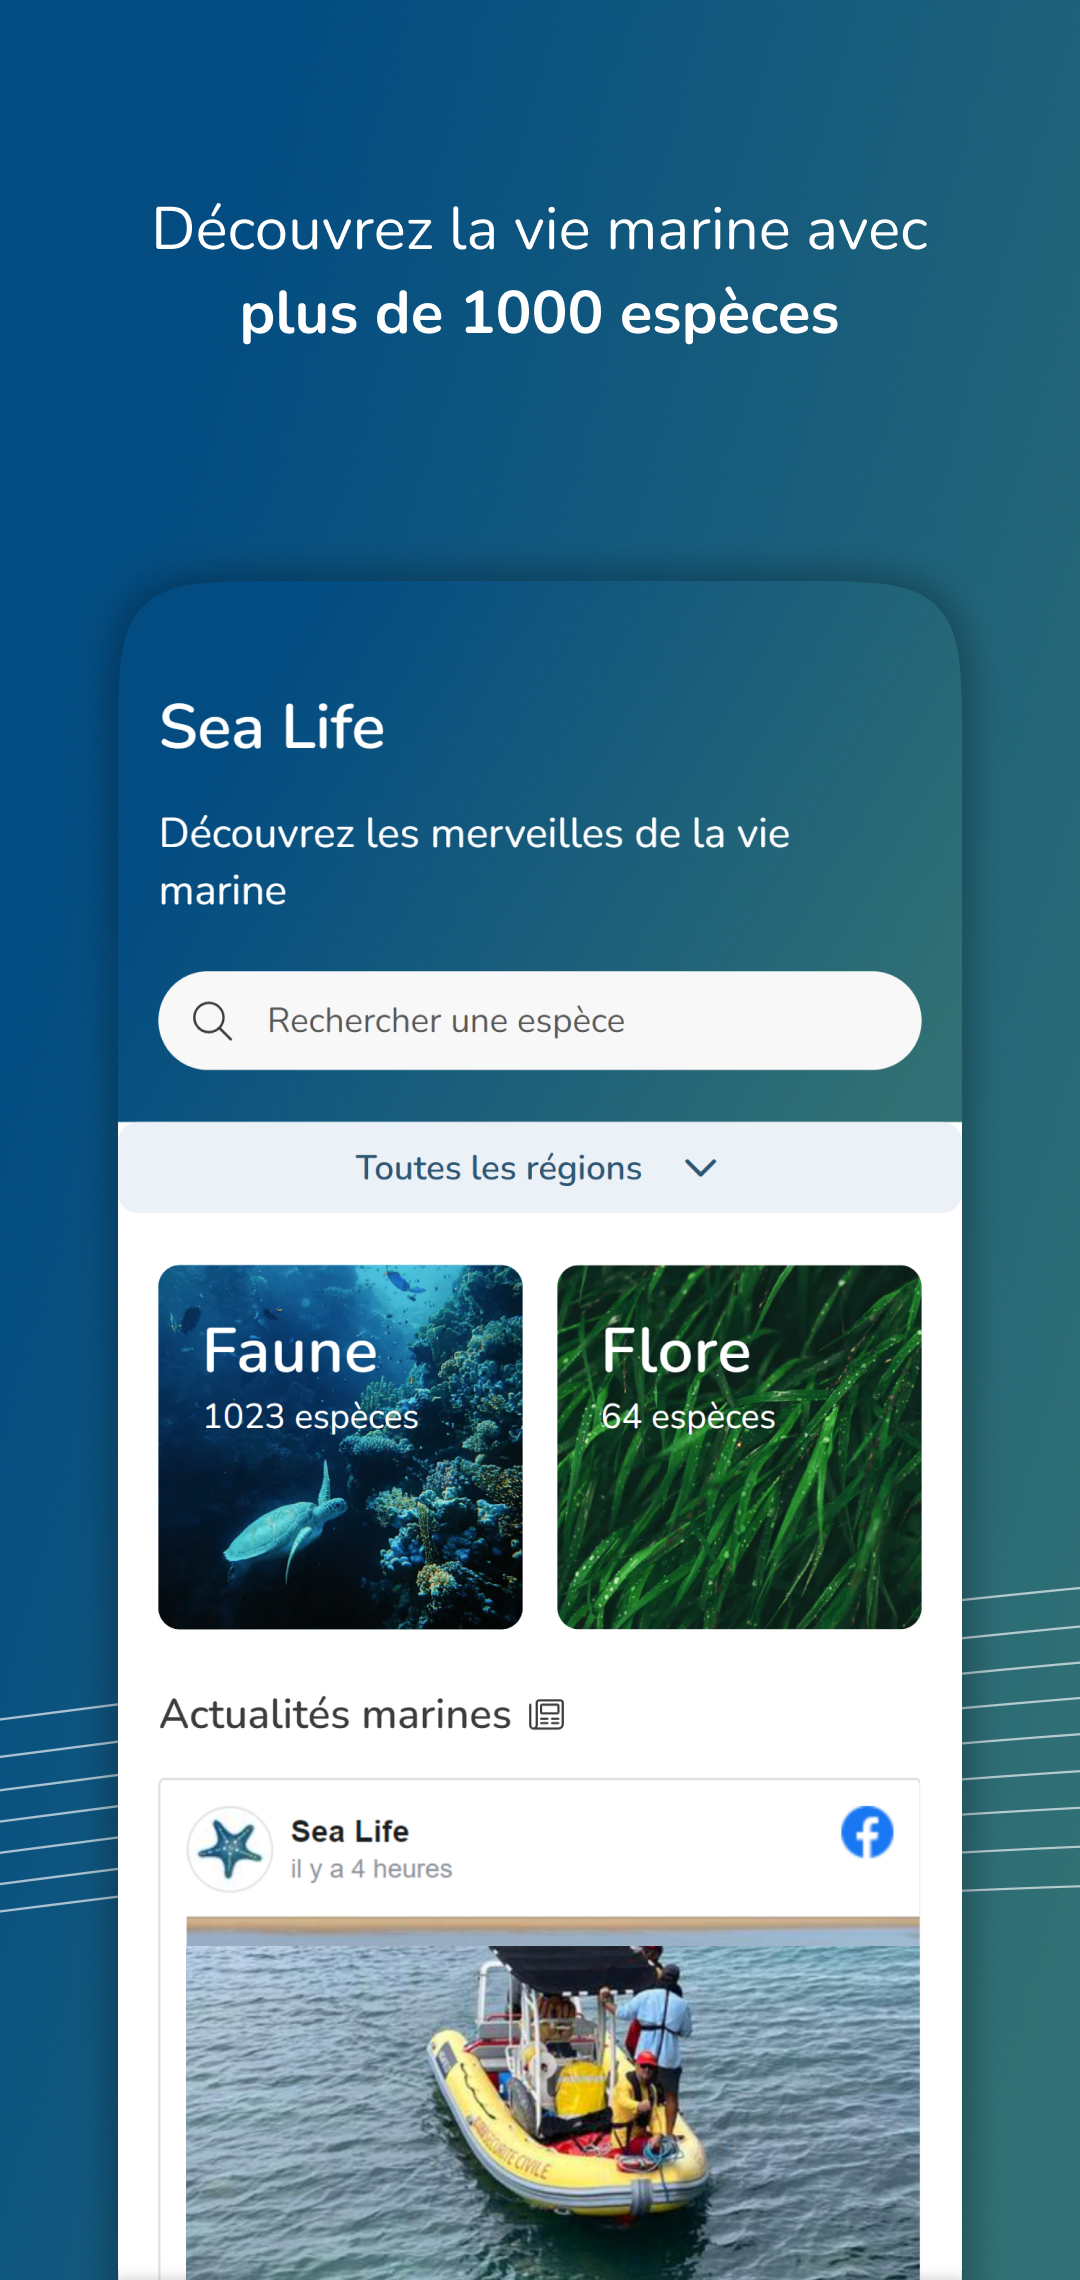 Découvrez la vie marine avec
plus de 1000 espèces
Sea Life
Découvrez les merveilles de la vie
marine
Rechercher une espèce
Toutes les régions
Faune
1023 espèces
Flore
64 espèces
Actualités marines
Sea Life
il y a 4 heures
SÉCURITÉ CIVILE